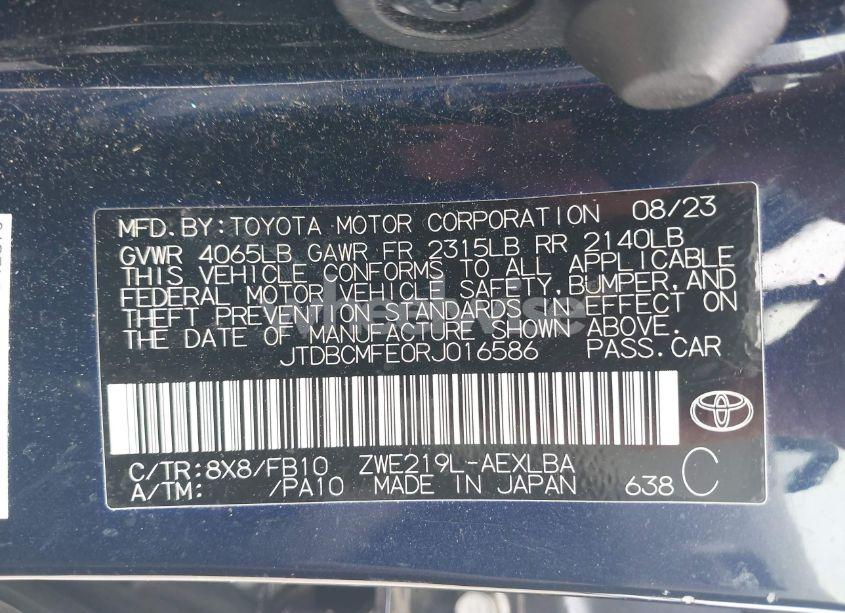 MFD.BY:TOYOTA MOTOR CORPORATION 08/23
GVWR 4065LB GAWR FR 2315LB RR 2140LB
THIS VEHICLE CONFORMS TO ALL APPLICABLE
FEDERAL MOTOR VEHICLE SAFETY,BUMPER,AND
THEFT PREVENTION STANDARDS IN EFFECT ON
THE DATE OF MANUFACTURE SHOWN ABOVE.
JTDBCMFE0RJ016586 PASS.CAR
C/TR:8X8/FB10 ZWE219L-AEXLBA
A/TM: /PA10 MADE IN JAPAN 638 C